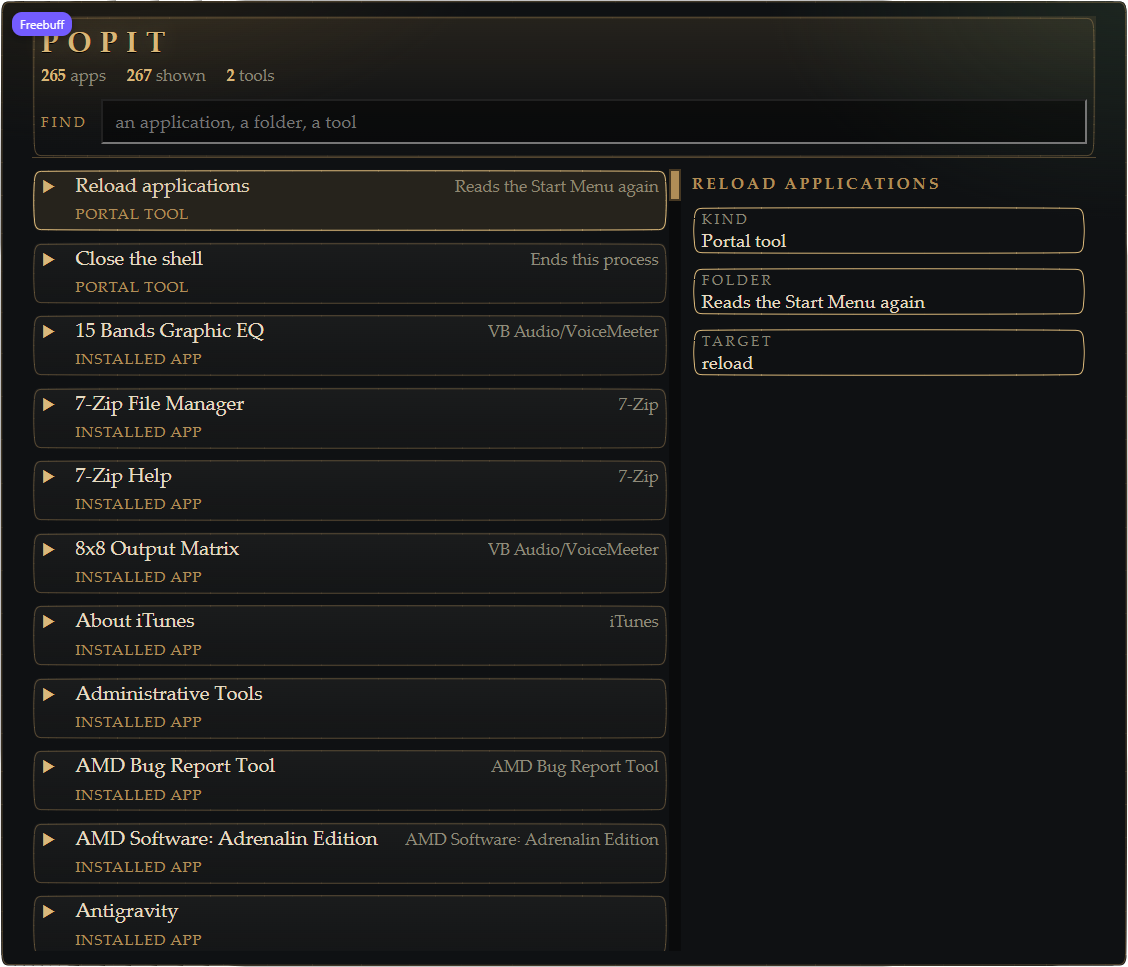 Freebuff
POPIT
265 apps 267 shown 2 tools
FIND an application, a folder, a tool
Reload applications Reads the Start Menu again
PORTAL TOOL
Close the shell Ends this process
PORTAL TOOL
15 Bands Graphic EQ VB Audio/VoiceMeeter
INSTALLED APP
7-Zip File Manager 7-Zip
INSTALLED APP
7-Zip Help 7-Zip
INSTALLED APP
8x8 Output Matrix VB Audio/VoiceMeeter
INSTALLED APP
About iTunes iTunes
INSTALLED APP
Administrative Tools
INSTALLED APP
AMD Bug Report Tool AMD Bug Report Tool
INSTALLED APP
AMD Software: Adrenalin Edition AMD Software: Adrenalin Edition
INSTALLED APP
Antigravity
INSTALLED APP
RELOAD APPLICATIONS
KIND
Portal tool
FOLDER
Reads the Start Menu again
TARGET
reload